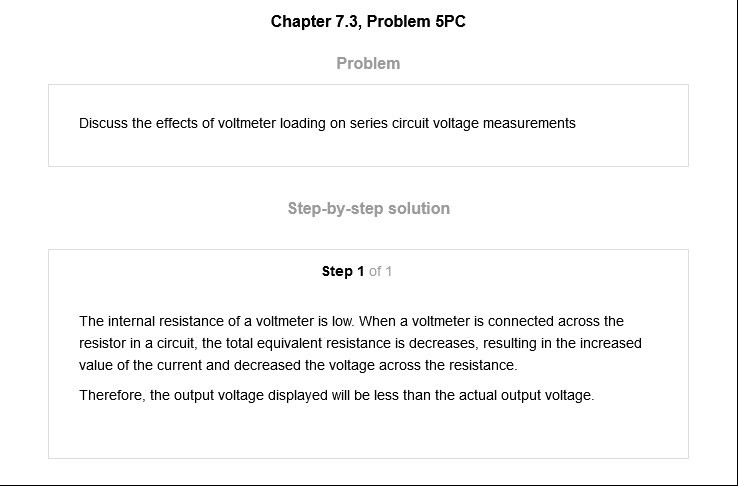 Chapter 7.3, Problem 5PC
Problem
Discuss the effects of voltmeter loading on series circuit voltage measurements
Step-by-step solution
Step 1 of 1
The internal resistance of a voltmeter is low. When a voltmeter is connected across the
resistor in a circuit, the total equivalent resistance is decreases, resulting in the increased
value of the current and decreased the voltage across the resistance.
Therefore, the output voltage displayed will be less than the actual output voltage.